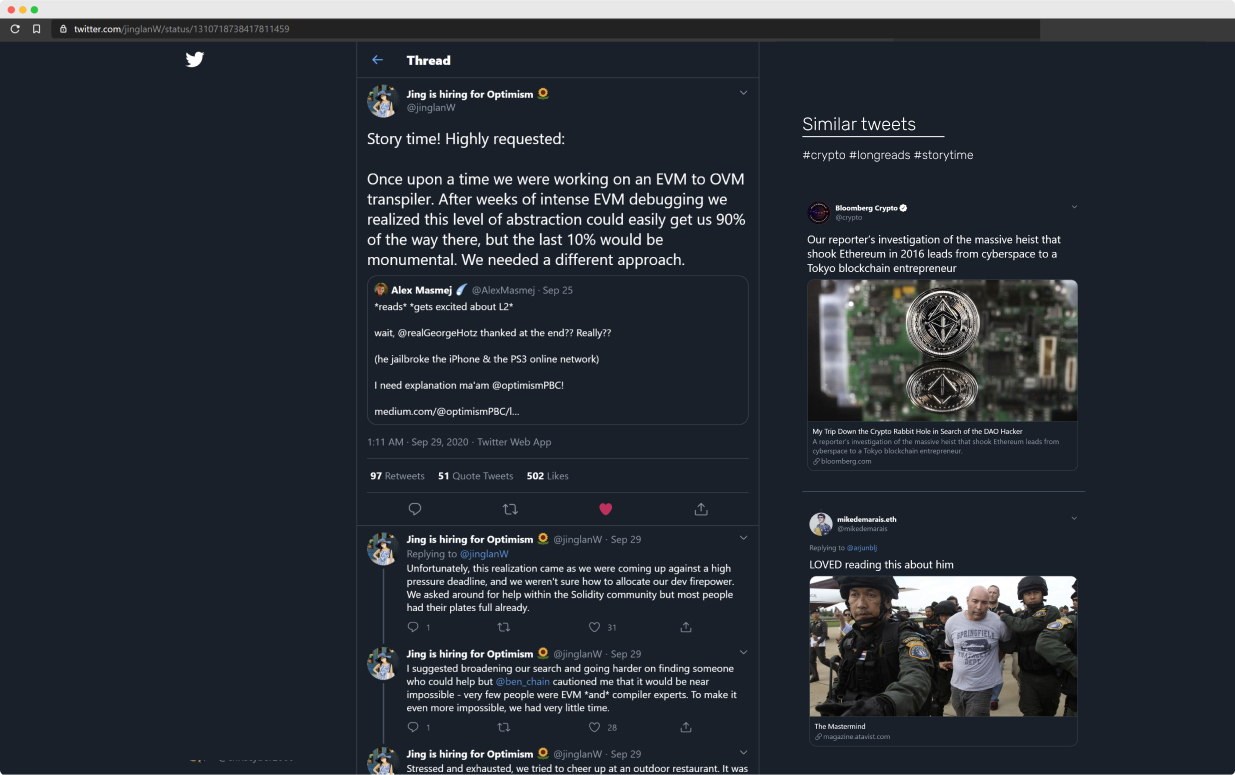 twitter.com/jinglanW/status/1310718738417811459
Thread
Jing is hiring for Optimism 🌻
@jinglanW
Story time! Highly requested:
Once upon a time we were working on an EVM to OVM
transpiler. After weeks of intense EVM debugging we
realized this level of abstraction could easily get us 90%
of the way there, but the last 10% would be
monumental. We needed a different approach.
Alex Masmej @AlexMasmej · Sep 25
*reads* *gets excited about L2*
wait, @realGeorgeHotz thanked at the end?? Really??
(he jailbroke the iPhone & the PS3 online network)
I need explanation ma'am @optimismPBC!
medium.com/@optimismPBC/l...
1:11 AM · Sep 29, 2020 · Twitter Web App
97 Retweets 51 Quote Tweets 502 Likes
Jing is hiring for Optimism 🌻 @jinglanW · Sep 29
Replying to @jinglanW
Unfortunately, this realization came as we were coming up against a high
pressure deadline, and we weren't sure how to allocate our dev firepower.
We asked around for help within the Solidity community but most people
had their plates full already.
1 31
Jing is hiring for Optimism 🌻 @jinglanW · Sep 29
I suggested broadening our search and going harder on finding someone
who could help but @ben_chain cautioned me that it would be near
impossible - very few people were EVM *and* compiler experts. To make it
even more impossible, we had very little time.
1 28
Jing is hiring for Optimism 🌻 @jinglanW · Sep 29
Stressed and exhausted, we tried to cheer up at an outdoor restaurant. It was
Similar tweets
#crypto #longreads #storytime
Bloomberg Crypto
@crypto
Our reporter's investigation of the massive heist that
shook Ethereum in 2016 leads from cyberspace to a
Tokyo blockchain entrepreneur
My Trip Down the Crypto Rabbit Hole in Search of the DAO Hacker
A reporter's investigation of the massive heist that shook Ethereum leads from
cyberspace to a Tokyo blockchain entrepreneur.
bloomberg.com
mikedemarais.eth
@mikedemarais
Replying to @arjunblj
LOVED reading this about him
SPRINGFIELD
DEPT.
The Mastermind
magazine.atavist.com